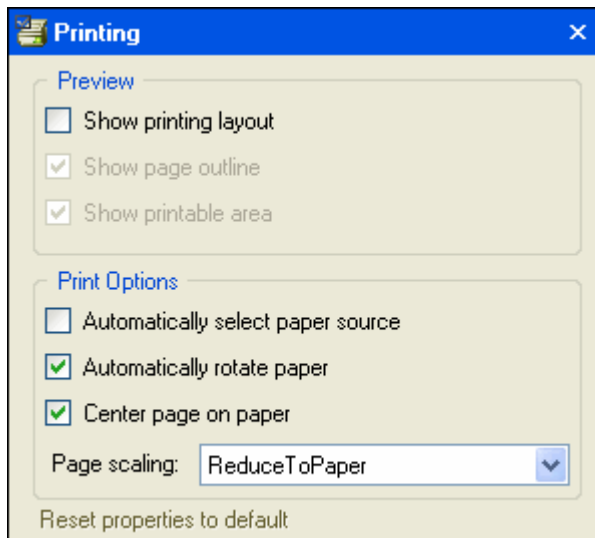 Printing
Preview
Show printing layout
Show page outline
Show printable area
Print Options
Automatically select paper source
Automatically rotate paper
Center page on paper
Page scaling: ReduceToPaper
Reset properties to default